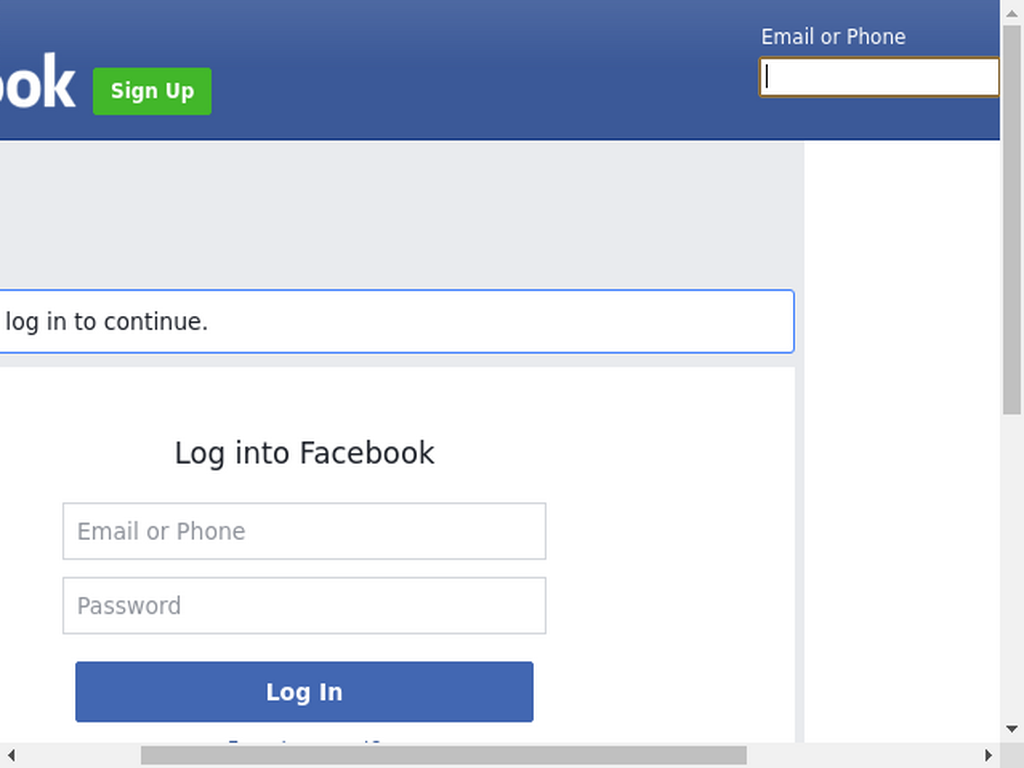 Email or Phone
ook Sign Up
log in to continue.
Log into Facebook
Email or Phone
Password
Log In